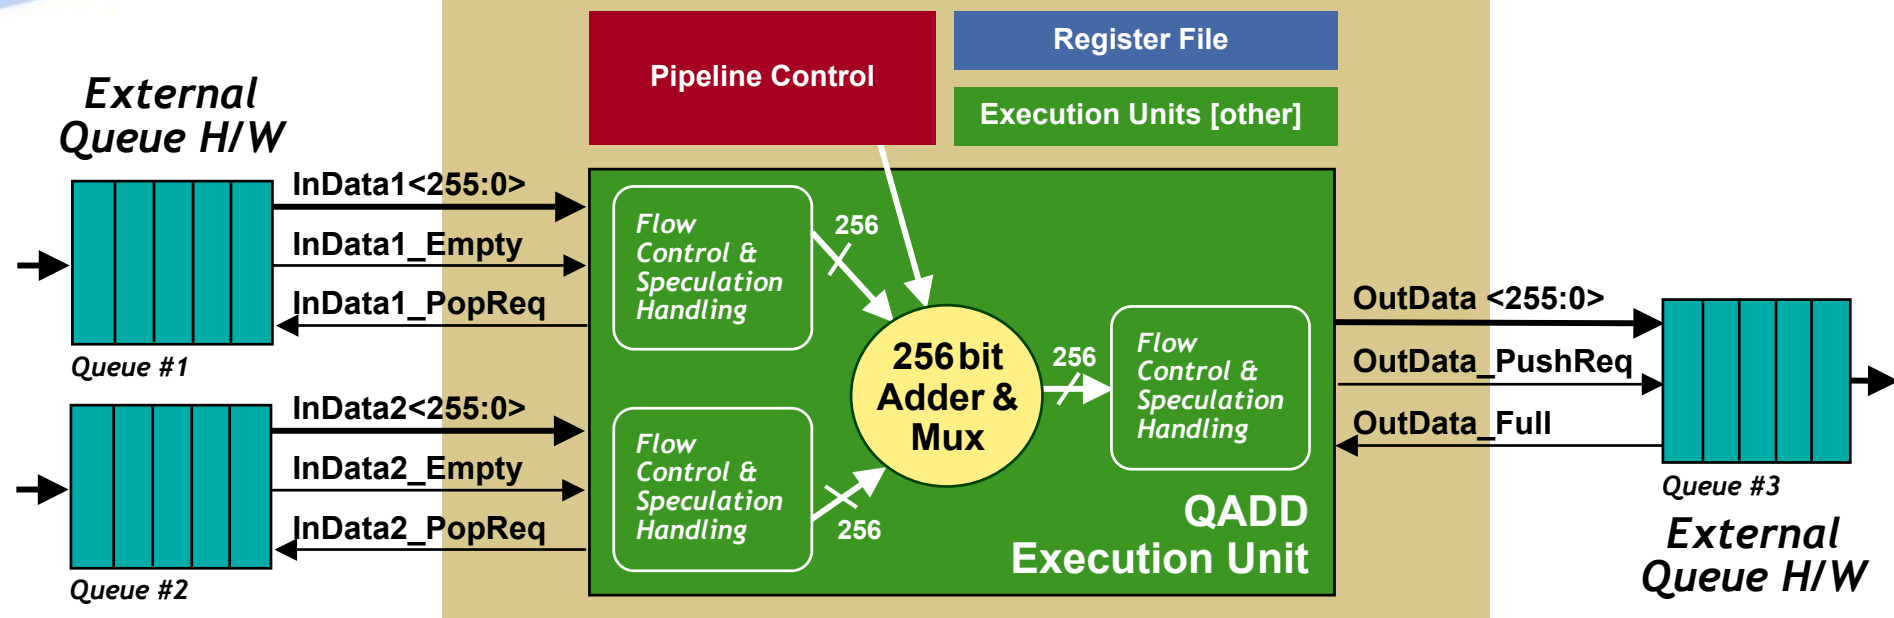 Pipeline Control
Register File
Execution Units [other]
External
Queue H/W
InData1<255:0>
InData1_Empty
InData1_PopReq
Queue #1
InData2<255:0>
InData2_Empty
InData2_PopReq
Queue #2
Flow
Control &
Speculation
Handling
256
Flow
Control &
Speculation
Handling
256
256 bit
Adder &
Mux
256
Flow
Control &
Speculation
Handling
QADD
Execution Unit
OutData <255:0>
OutData_PushReq
OutData_Full
Queue #3
External
Queue H/W